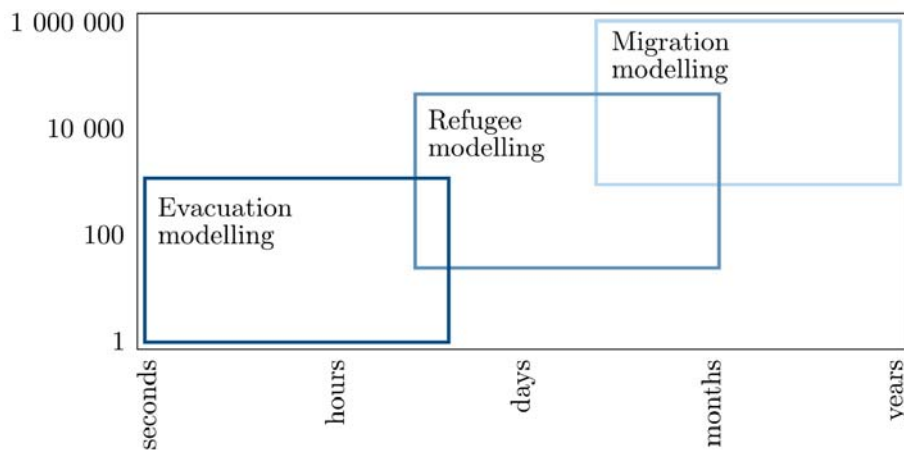 1 000 000
Migration
modelling
10 000
Refugee
modelling
Evacuation
modelling
100
1
seconds
hours
days
months
years